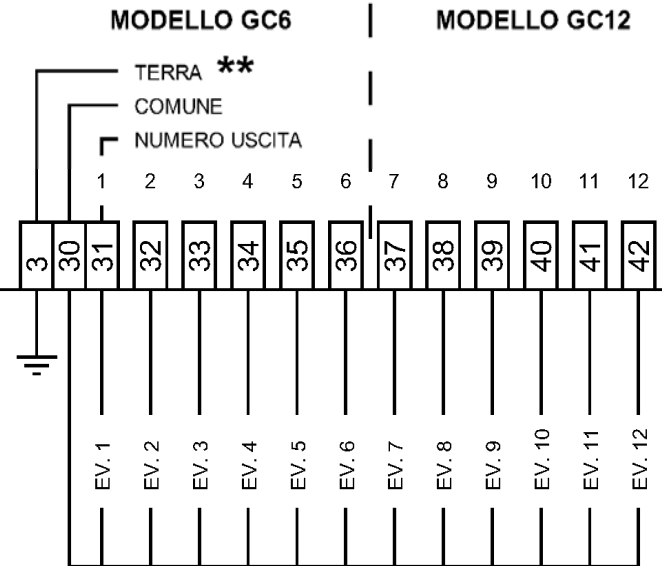 MODELLO GC6 MODELLO GC12
TERRA **
COMUNE
NUMERO USCITA
1 2 3 4 5 6 7 8 9 10 11 12
3 30 31 32 33 34 35 36 37 38 39 40 41 42
EV. 1 EV. 2 EV. 3 EV. 4 EV. 5 EV. 6 EV. 7 EV. 8 EV. 9 EV. 10 EV. 11 EV. 12